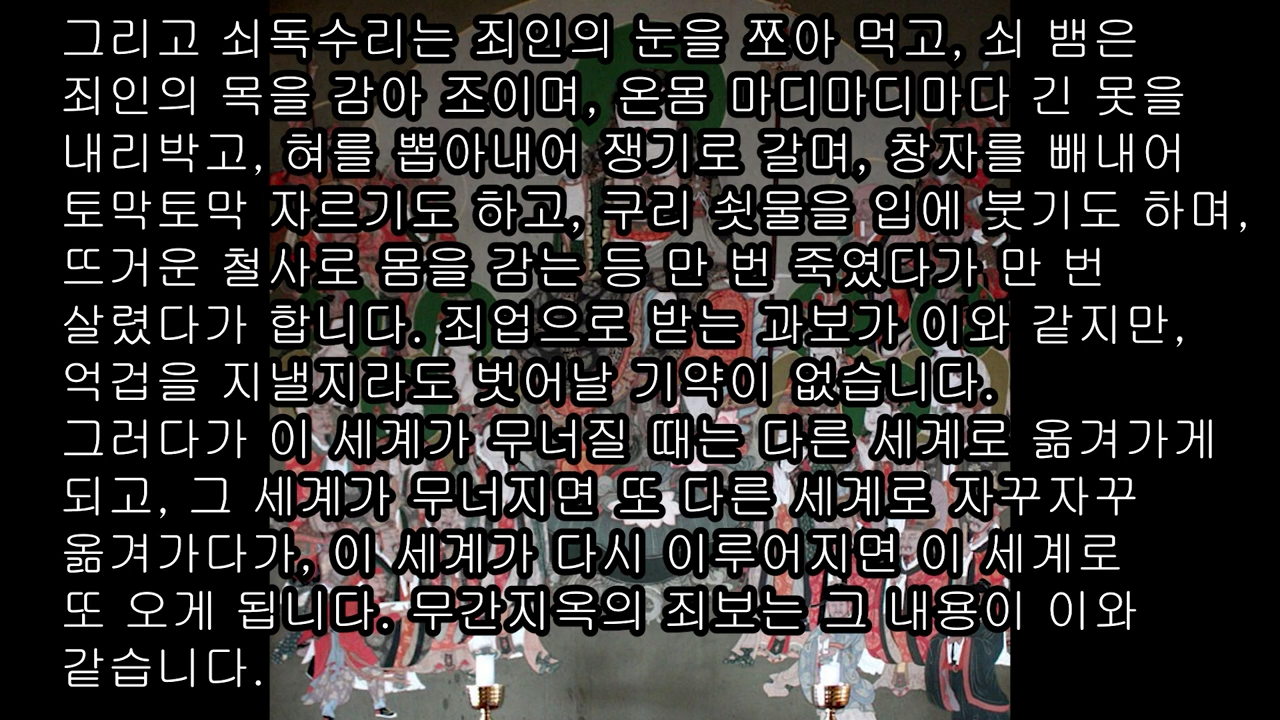 그리고 쇠독수리는 죄인의 눈을 쪼아 먹고, 쇠 뱀은
죄인의 목을 감아 조이며, 온몸 마디마디마다 긴 못을
내리박고, 혀를 뽑아내어 쟁기로 갈며, 창자를 빼내어
토막토막 자르기도 하고, 구리 쇳물을 입에 붓기도 하며,
뜨거운 철사로 몸을 감는 등 만 번 죽였다가 만 번
살렸다가 합니다. 죄업으로 받는 과보가 이와 같지만,
억겁을 지낼지라도 벗어날 기약이 없습니다.
그러다가 이 세계가 무너질 때는 다른 세계로 옮겨가게
되고, 그 세계가 무너지면 또 다른 세계로 자꾸자꾸
옮겨가다가, 이 세계가 다시 이루어지면 이 세계로
또 오게 됩니다. 무간지옥의 죄보는 그 내용이 이와
같습니다.